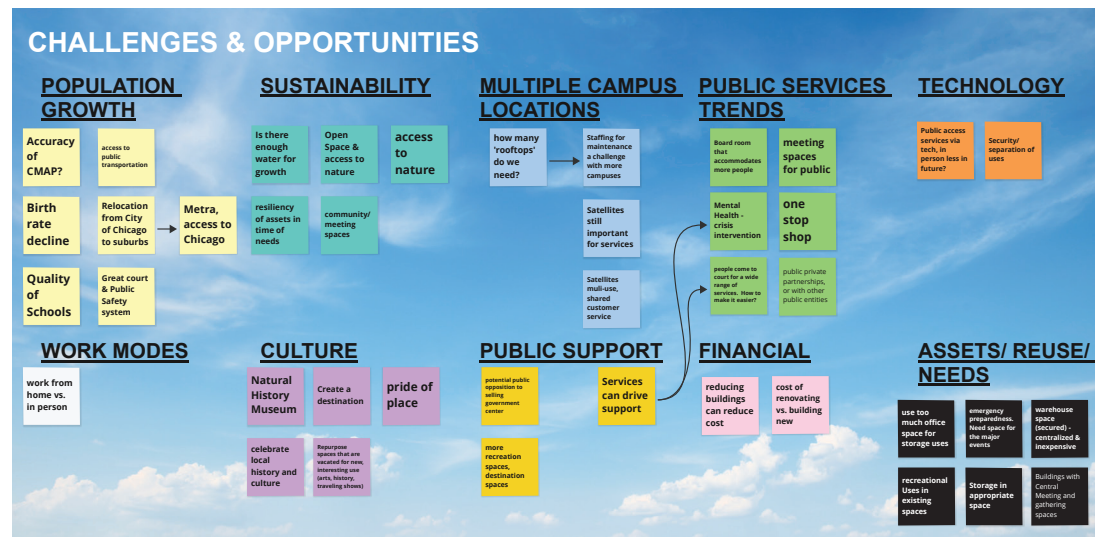 CHALLENGES & OPPORTUNITIES
POPULATION
GROWTH
Accuracy
of
CMAP?
access to
public
transportation
Birth
rate
decline
Relocation
from City
of Chicago
to suburbs
Metra,
access to
Chicago
Quality
of
Schools
Great court
& Public
Safety
system
SUSTAINABILITY
Is there
enough
water for
growth
Open
Space &
access to
nature
access
to
nature
resiliency
of assets in
time of
needs
community/
meeting
spaces
MULTIPLE CAMPUS
LOCATIONS
how many
'rooftops'
do we
need?
Staffing for
maintenance
a challenge
with more
campuses
Satellites
still
important
for services
Satellites
muli-use,
shared
customer
service
PUBLIC SERVICES
TRENDS
Board room
that
accommodates
more people
meeting
spaces
for public
Mental
Health -
crisis
intervention
one
stop
shop
people come to
court for a wide
range of
services. How to
make it easier?
public private
partnerships,
or with other
public entities
TECHNOLOGY
Public access
services via
tech, in
person less in
future?
Security/
separation of
uses
WORK MODES
work from
home vs.
in person
CULTURE
Natural
History
Museum
Create a
destination
pride of
place
celebrate
local
history and
culture
Repurpose
spaces that are
vacated for new,
interesting use
(arts, history,
traveling shows)
PUBLIC SUPPORT
potential public
opposition to
selling
government
center
Services
can drive
support
more
recreation
spaces,
destination
spaces
FINANCIAL
reducing
buildings
can reduce
cost
cost of
renovating
vs. building
new
ASSETS/ REUSE/
NEEDS
use too
much office
space for
storage uses
emergency
preparedness.
Need space for
the major
events
warehouse
space
(secured) -
centralized &
inexpensive
recreational
Uses in
existing
spaces
Storage in
appropriate
space
Buildings with
Central
Meeting and
gathering
spaces